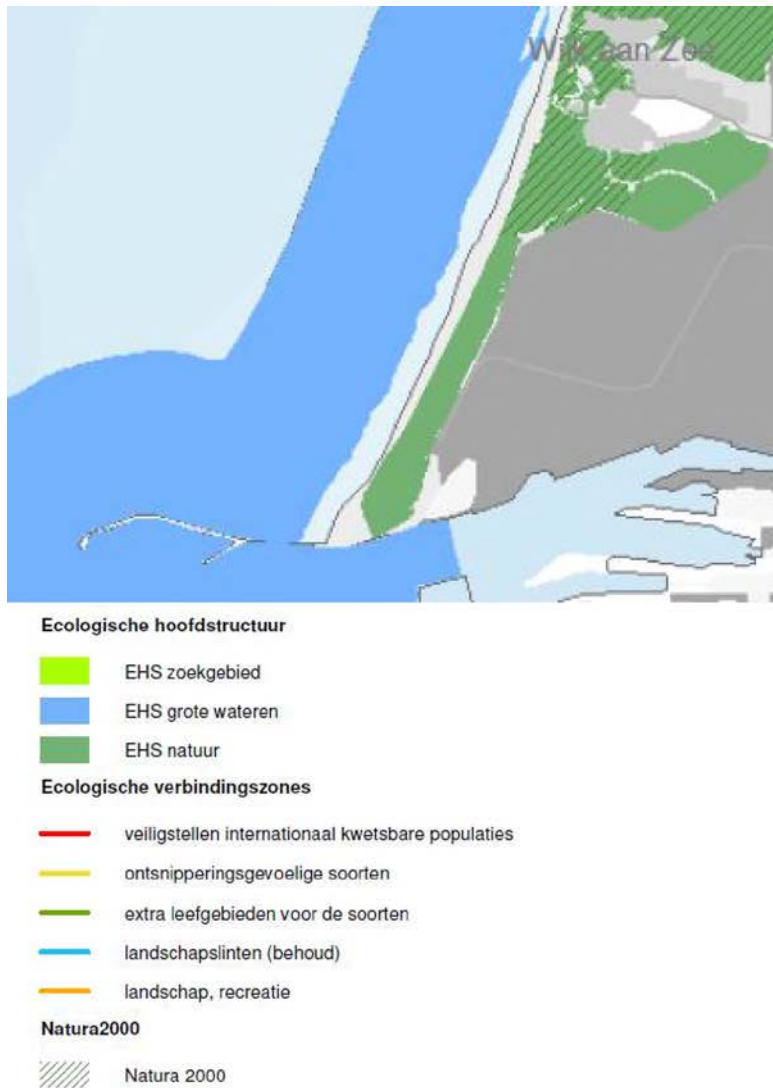 Wijk aan Zee
Ecologische hoofdstructuur
EHS zoekgebied
EHS grote wateren
EHS natuur
Ecologische verbindingszones
veiligstellen internationaal kwetsbare populaties
ontsnipperingsgevoelige soorten
extra leefgebieden voor de soorten
landschapslinten (behoud)
landschap, recreatie
Natura2000
Natura 2000